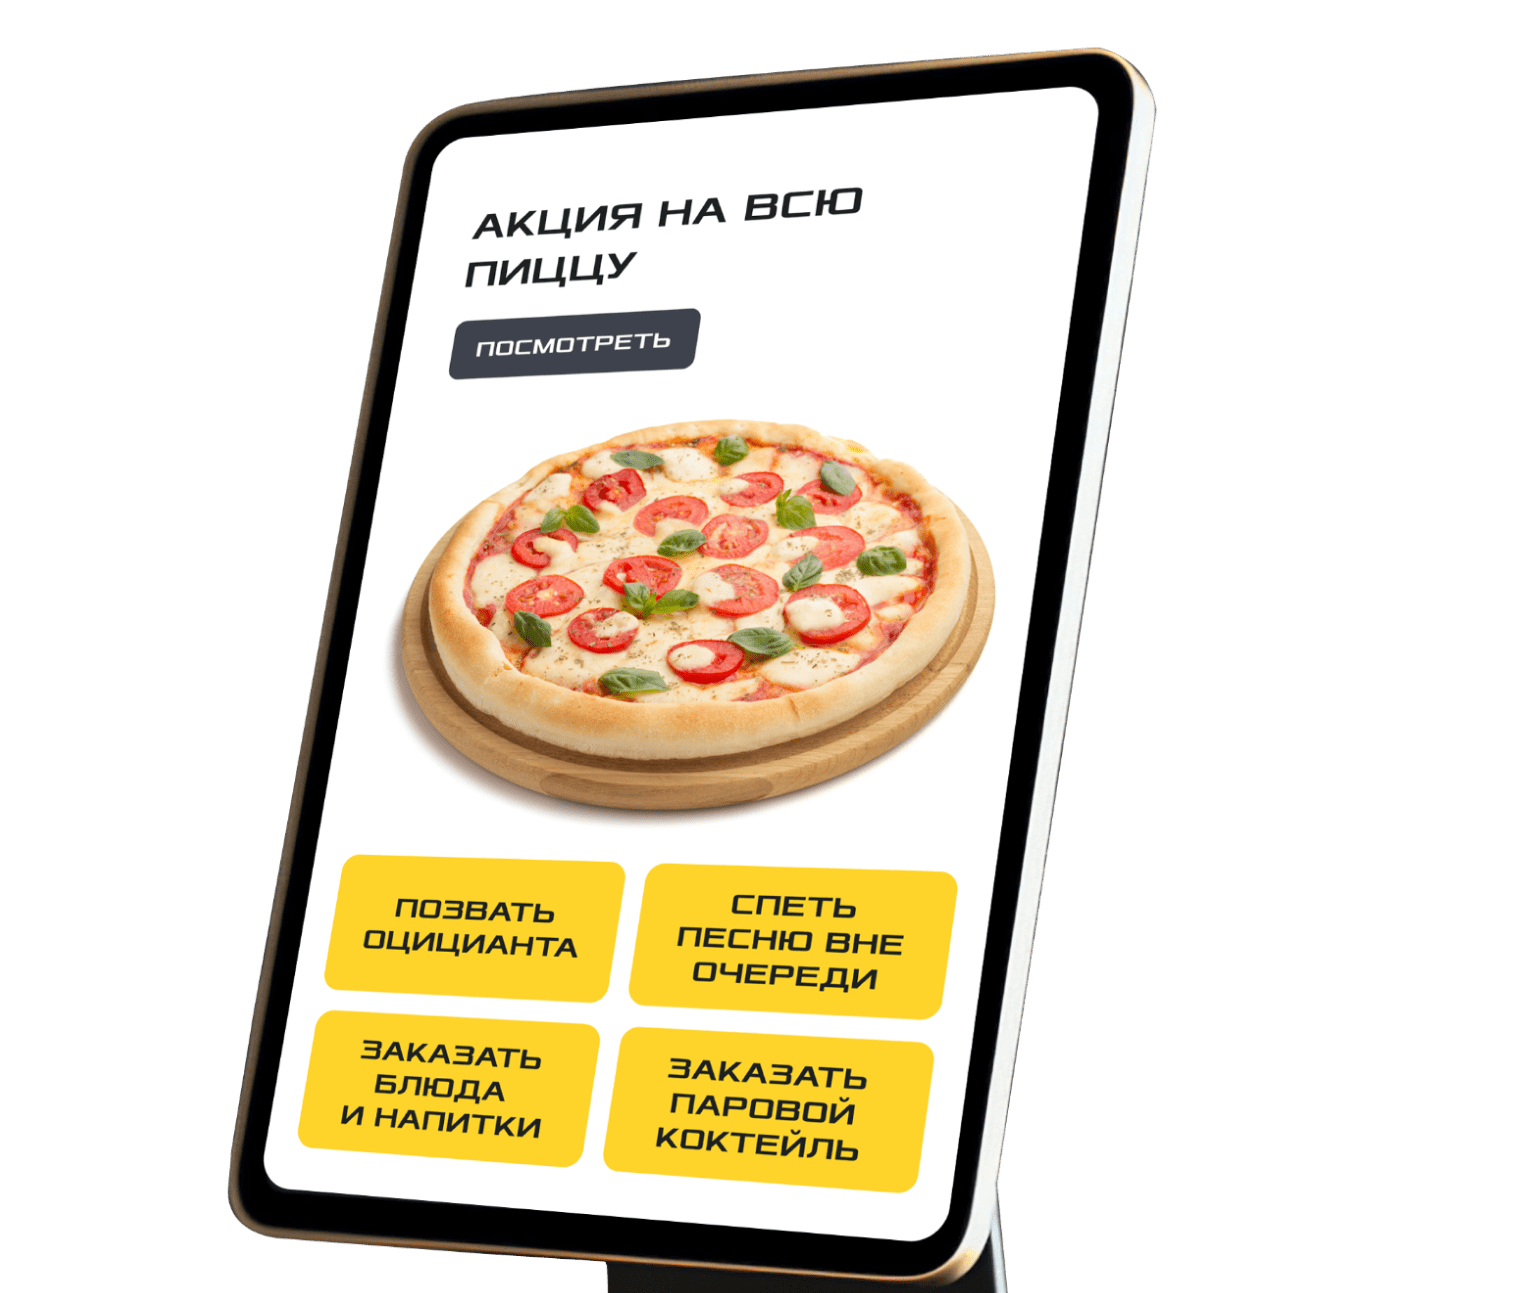 АКЦИЯ НА ВСЮ
ПИЦЦУ
ПОСМОТРЕТЬ
ПОЗВАТЬ
ОЦИЦИАНТА
СПЕТЬ
ПЕСНЮ ВНЕ
ОЧЕРЕДИ
ЗАКАЗАТЬ
БЛЮДА
И НАПИТКИ
ЗАКАЗАТЬ
ПАРОВОЙ
КОКТЕЙЛЬ